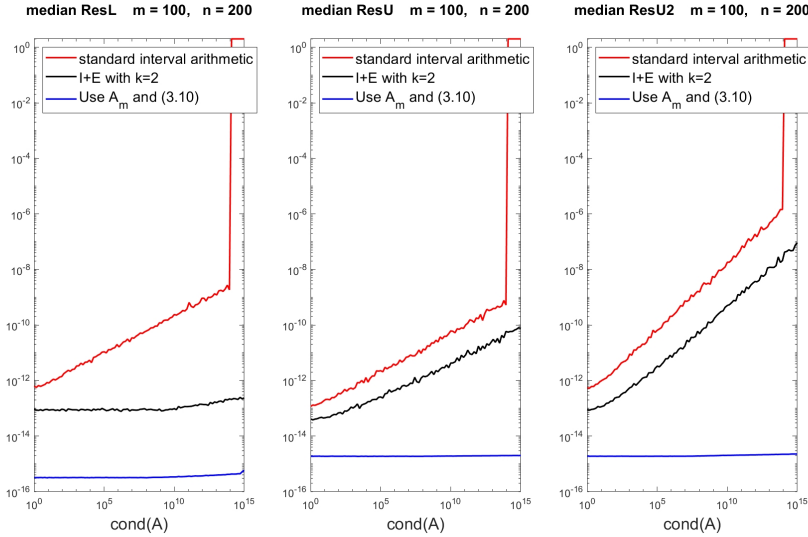 median ResL m = 100, n = 200
10^0
10^-2
10^-4
10^-6
10^-8
10^-10
10^-12
10^-14
10^-16
standard interval arithmetic
I+E with k=2
Use A_m and (3.10)
10^0 10^5 10^10 10^15
cond(A)
median ResU m = 100, n = 200
10^0
10^-2
10^-4
10^-6
10^-8
10^-10
10^-12
10^-14
10^-16
standard interval arithmetic
I+E with k=2
Use A_m and (3.10)
10^0 10^5 10^10 10^15
cond(A)
median ResU2 m = 100, n = 200
10^0
10^-2
10^-4
10^-6
10^-8
10^-10
10^-12
10^-14
10^-16
standard interval arithmetic
I+E with k=2
Use A_m and (3.10)
10^0 10^5 10^10 10^15
cond(A)